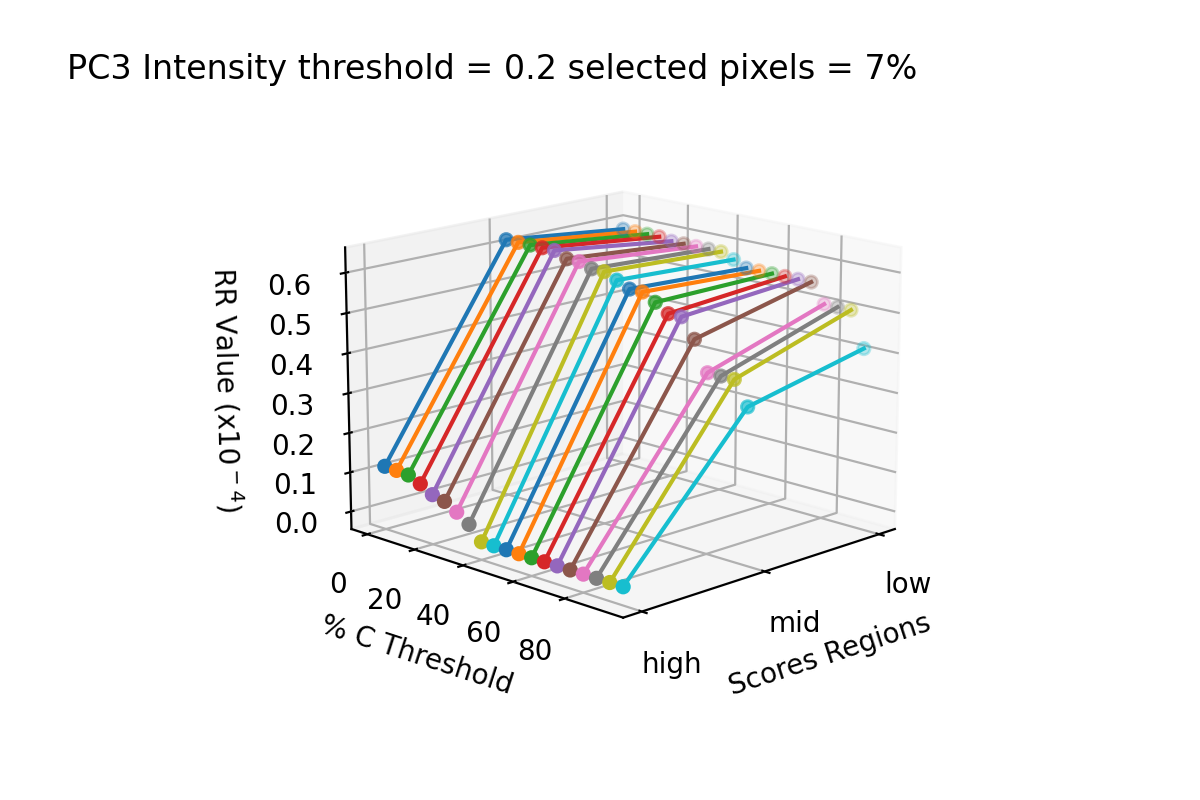 PC3 Intensity threshold = 0.2 selected pixels = 7%
RR Value (x10⁻⁴)
0.6
0.5
0.4
0.3
0.2
0.1
0.0
0
20
40
60
80
% C Threshold
high
mid
low
Scores Regions